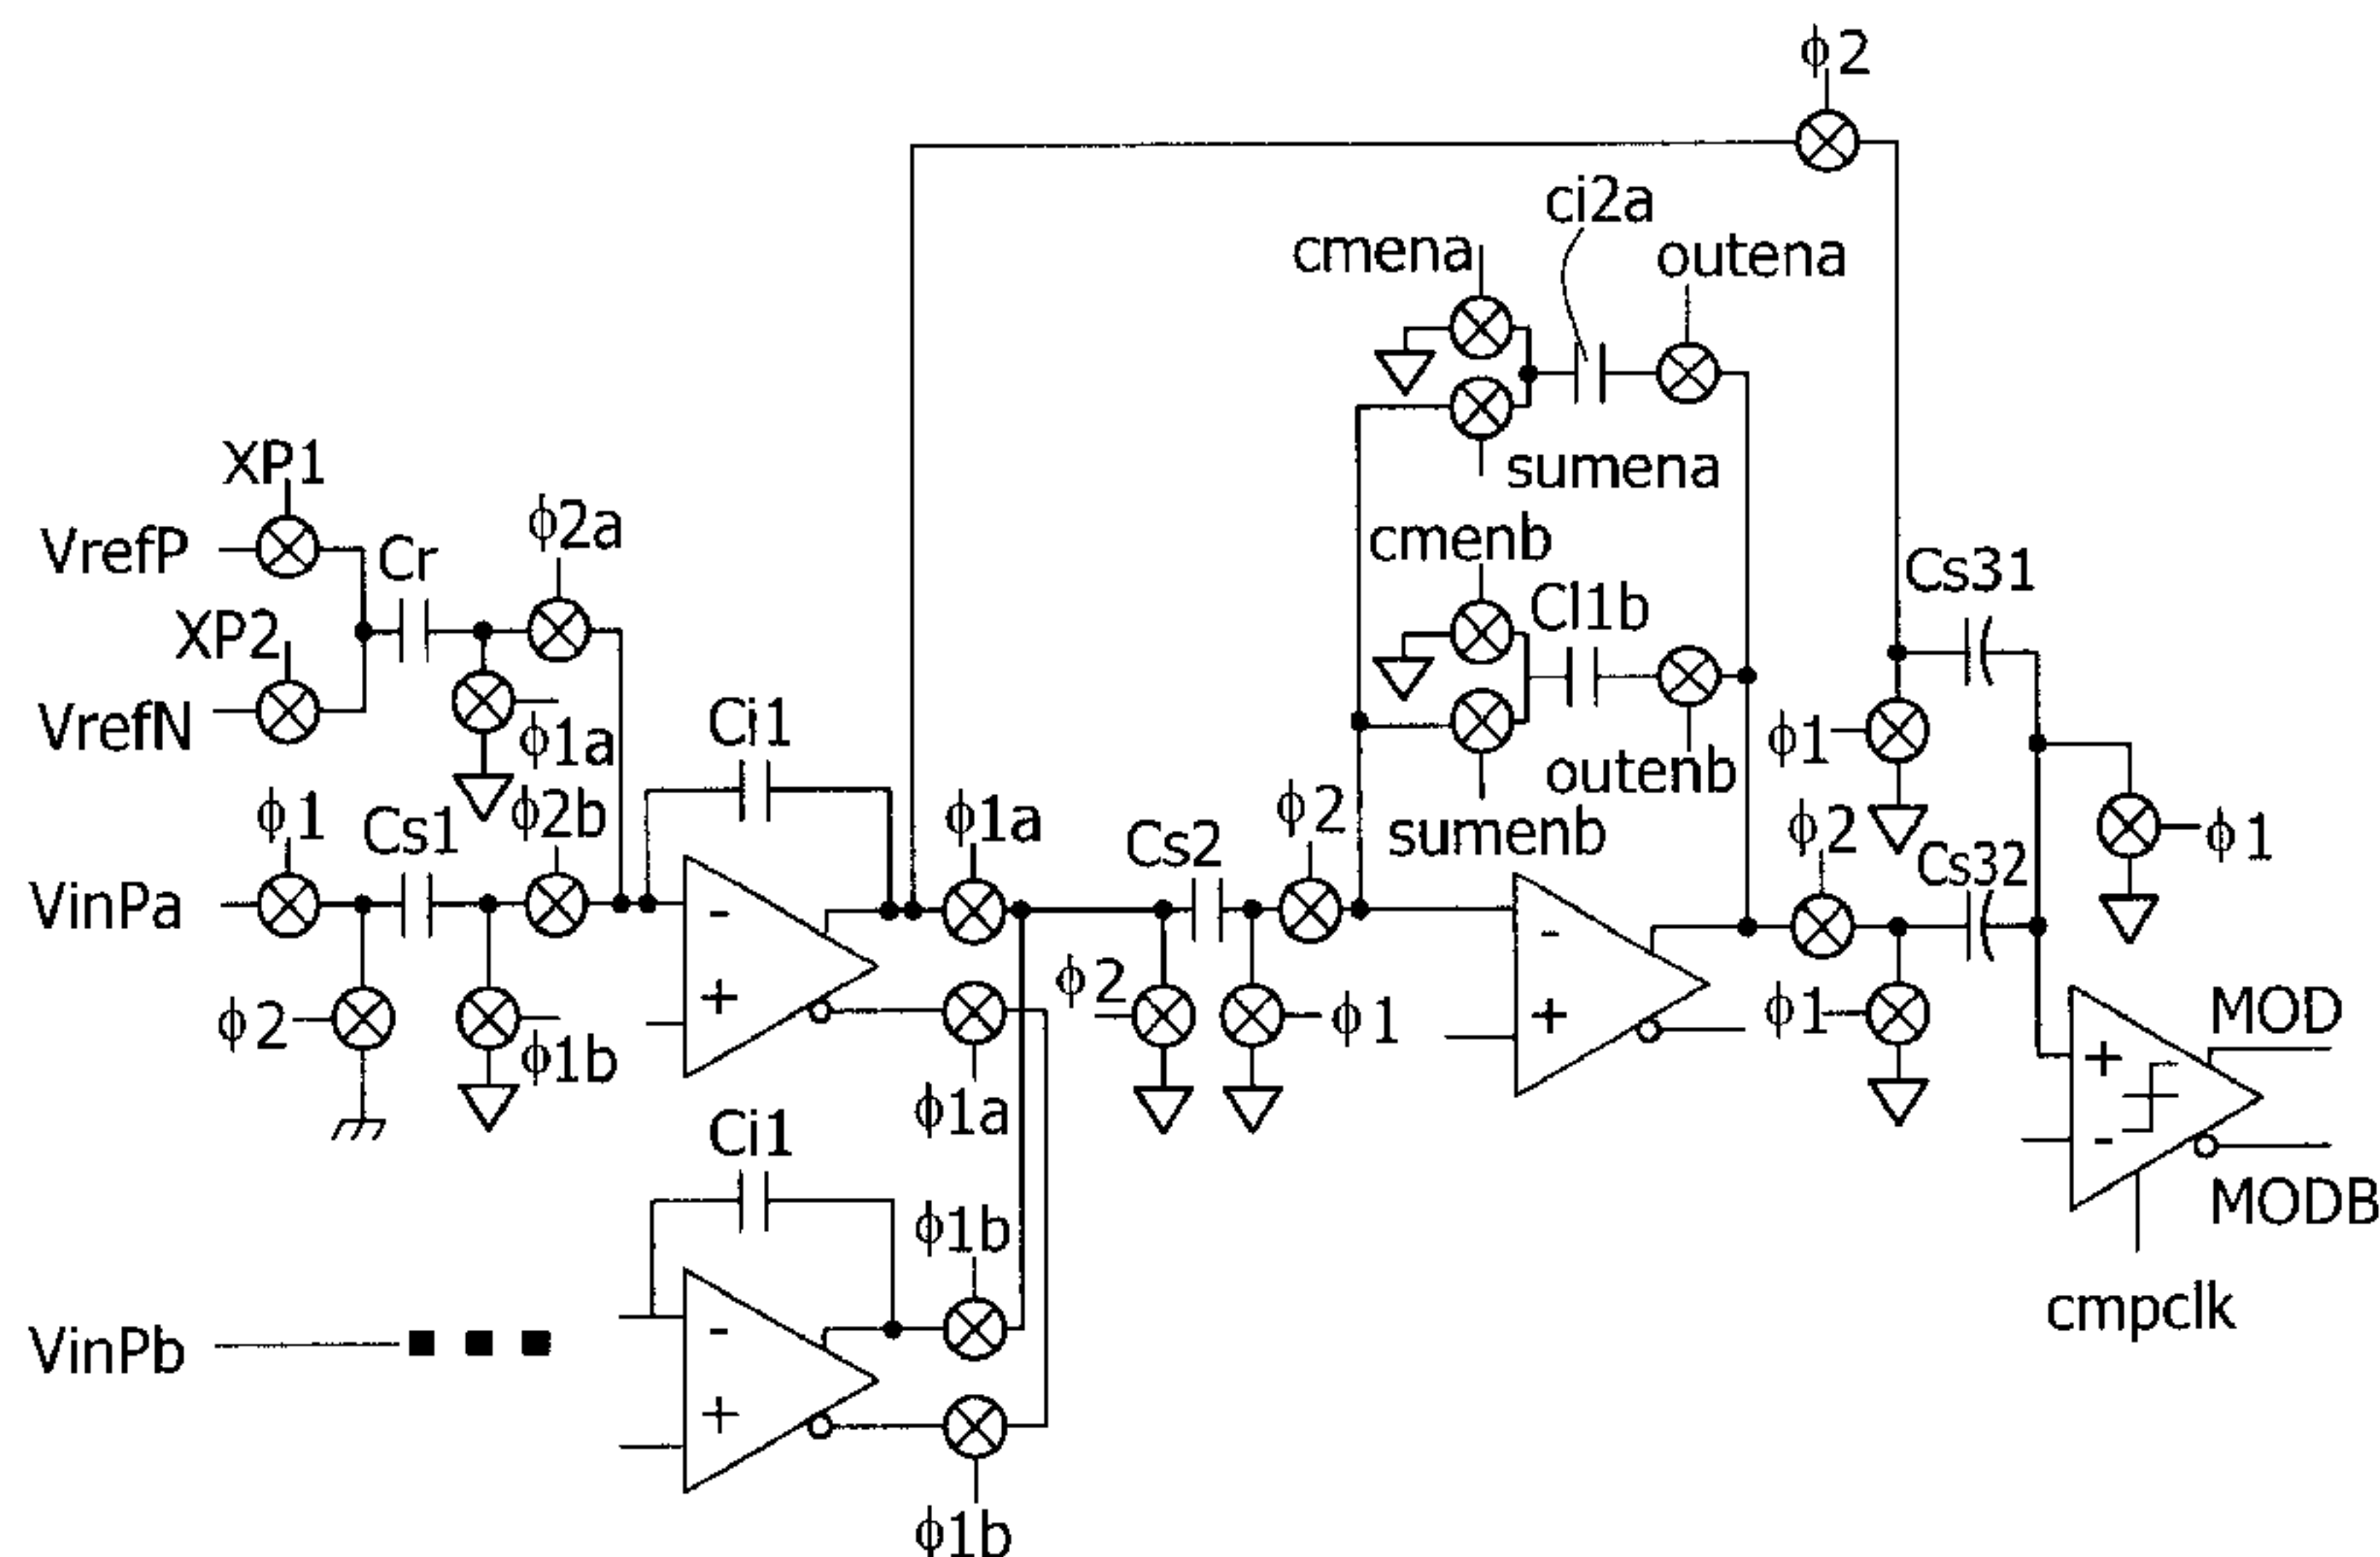 ϕ2
ci2a
cmena
outena
sumena
XP1
ϕ2a
VrefP
Cr
cmenb
Cl1b
Cs31
XP2
VrefN
ϕ1a
Ci1
outenb
ϕ1
ϕ1
Cs1
ϕ2b
ϕ1a
Cs2
ϕ2
sumenb
ϕ2
Cs32
ϕ1
VinPa
-
+
ϕ2
ϕ1b
ϕ2
ϕ1
-
+
ϕ1
MOD
+
-
MODB
ϕ1a
Ci1
ϕ1b
cmpclk
VinPb
-
+
ϕ1b